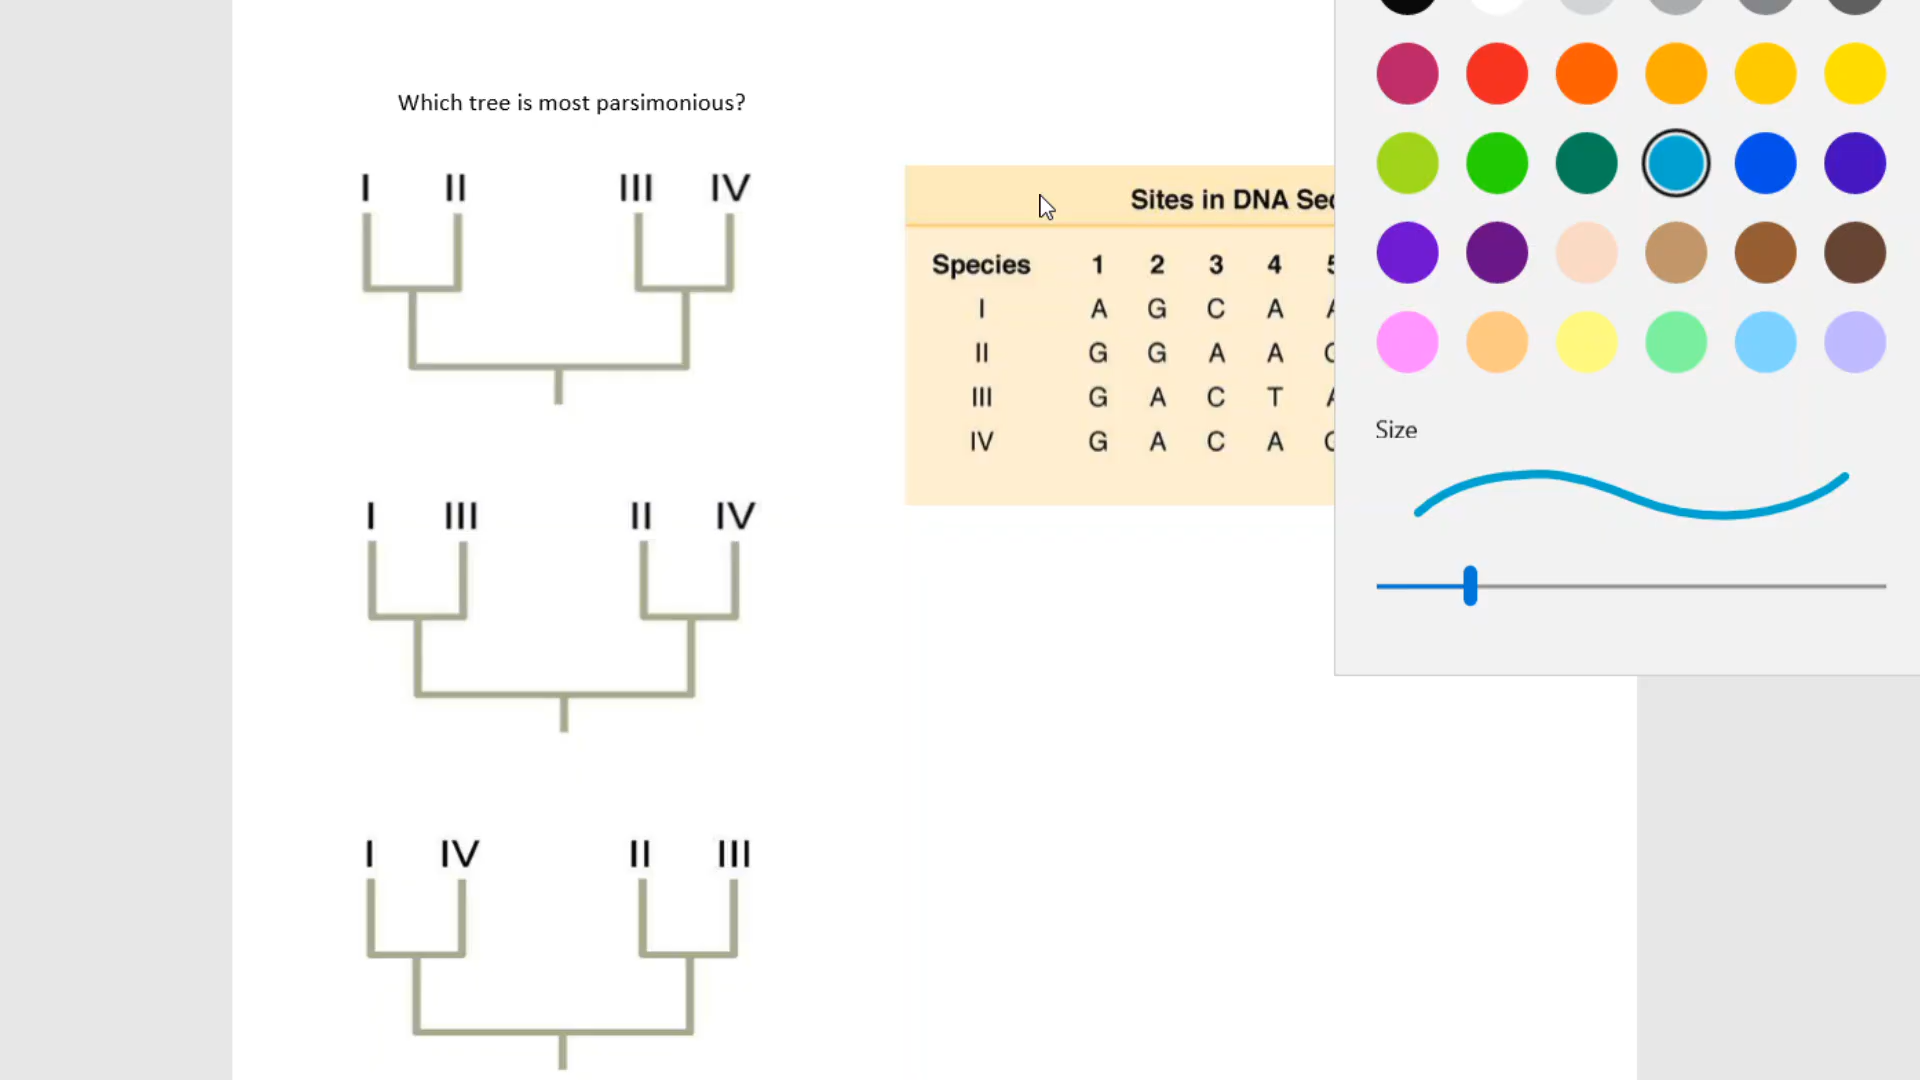 Which tree is most parsimonious?
I II III IV
I III II IV
I IV II III
Sites in DNA Sec
Species 1 2 3 4
I A G C A
II G G A A
III G A C T
IV G A C A
Size